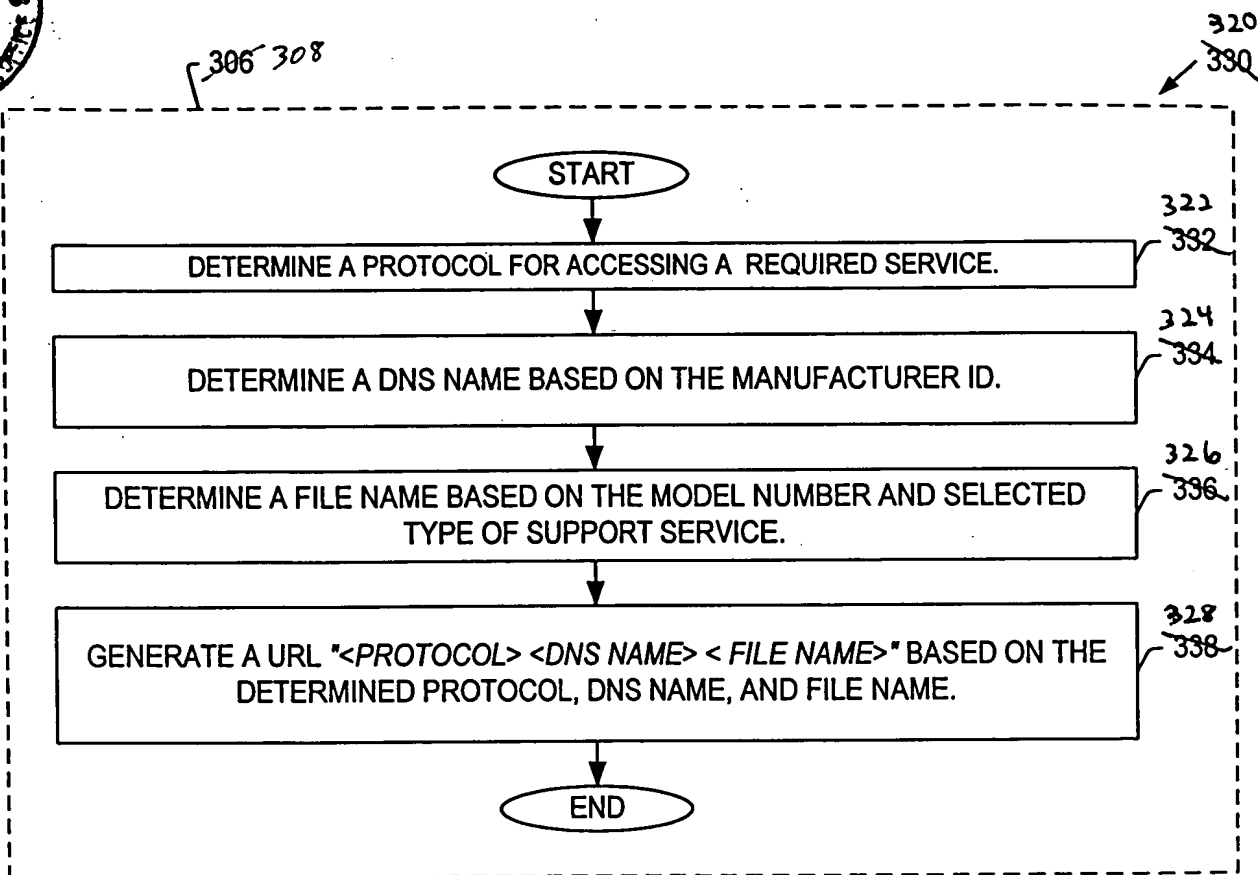 320
306 308
330
START
322
332
DETERMINE A PROTOCOL FOR ACCESSING A REQUIRED SERVICE.
324
334
DETERMINE A DNS NAME BASED ON THE MANUFACTURER ID.
326
336
DETERMINE A FILE NAME BASED ON THE MODEL NUMBER AND SELECTED
TYPE OF SUPPORT SERVICE.
328
338
GENERATE A URL "<PROTOCOL> <DNS NAME> < FILE NAME>" BASED ON THE
DETERMINED PROTOCOL, DNS NAME, AND FILE NAME.
END